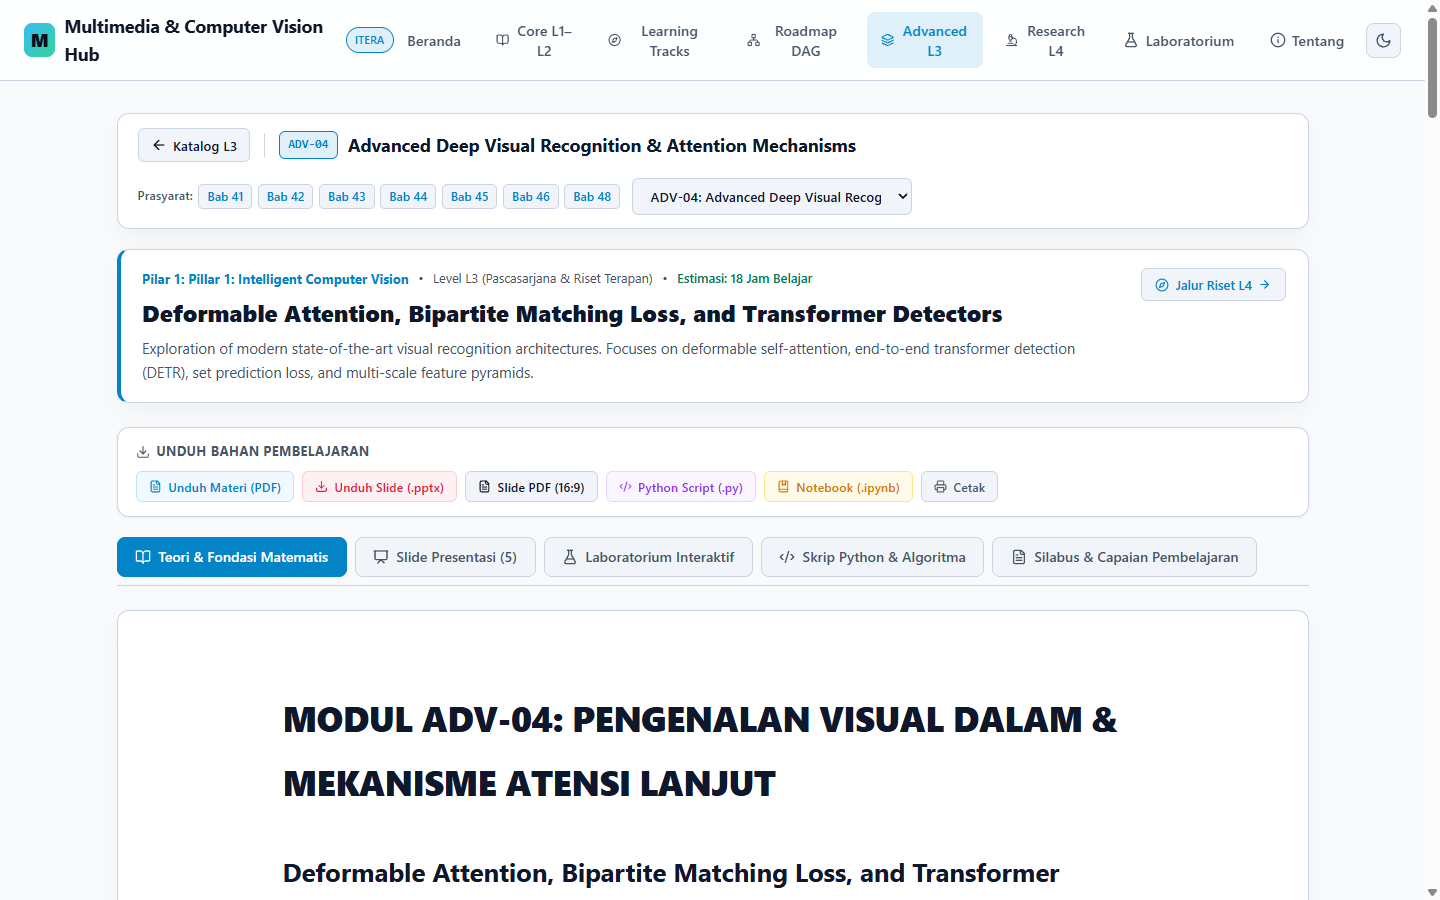 M
Multimedia & Computer Vision
Hub
ITERA
Beranda
Core L1–
L2
Learning
Tracks
Roadmap
DAG
Advanced
L3
Research
L4
Laboratorium
Tentang
Katalog L3
ADV-04
Advanced Deep Visual Recognition & Attention Mechanisms
Prasyarat:
Bab 41
Bab 42
Bab 43
Bab 44
Bab 45
Bab 46
Bab 48
ADV-04: Advanced Deep Visual Recog
Pilar 1: Pillar 1: Intelligent Computer Vision • Level L3 (Pascasarjana & Riset Terapan) • Estimasi: 18 Jam Belajar
Jalur Riset L4
Deformable Attention, Bipartite Matching Loss, and Transformer Detectors
Exploration of modern state-of-the-art visual recognition architectures. Focuses on deformable self-attention, end-to-end transformer detection
(DETR), set prediction loss, and multi-scale feature pyramids.
UNDUH BAHAN PEMBELAJARAN
Unduh Materi (PDF)
Unduh Slide (.pptx)
Slide PDF (16:9)
Python Script (.py)
Notebook (.ipynb)
Cetak
Teori & Fondasi Matematis
Slide Presentasi (5)
Laboratorium Interaktif
Skrip Python & Algoritma
Silabus & Capaian Pembelajaran
MODUL ADV-04: PENGENALAN VISUAL DALAM &
MEKANISME ATENSI LANJUT
Deformable Attention, Bipartite Matching Loss, and Transformer